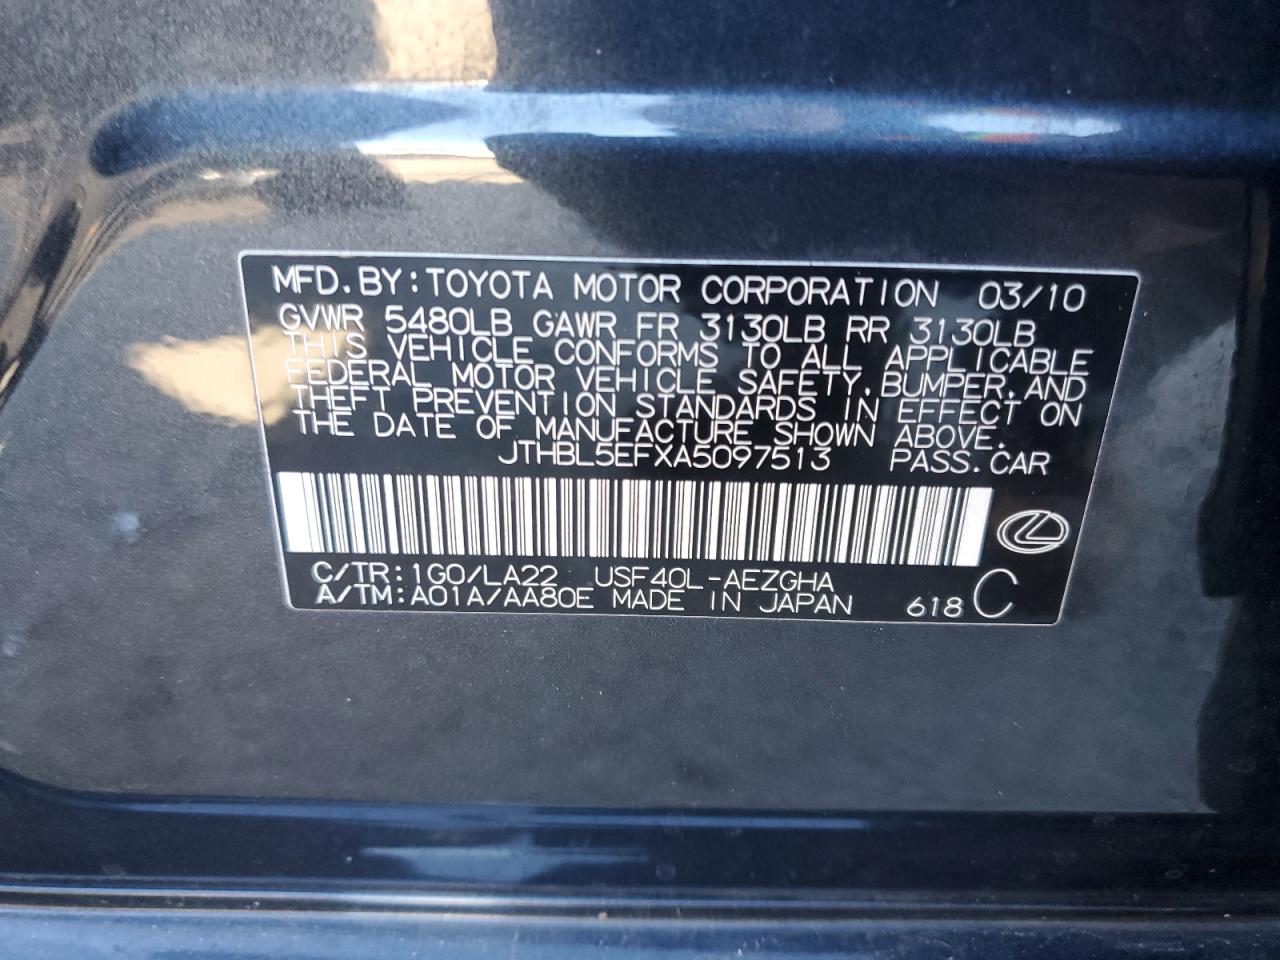 MFD. BY: TOYOTA MOTOR CORPORATION 03/10
GVWR 5480LB GAWR FR 3130LB RR 3130LB
THIS VEHICLE CONFORMS TO ALL APPLICABLE
FEDERAL MOTOR VEHICLE SAFETY, BUMPER, AND
THEFT PREVENTION STANDARDS IN EFFECT ON
THE DATE OF MANUFACTURE SHOWN ABOVE.
JTHBL5EFXA5097513 PASS. CAR
C/TR: 1G0/LA22 USF40L-AEZGHA
A/TM: A01A/AA80E MADE IN JAPAN 618 C